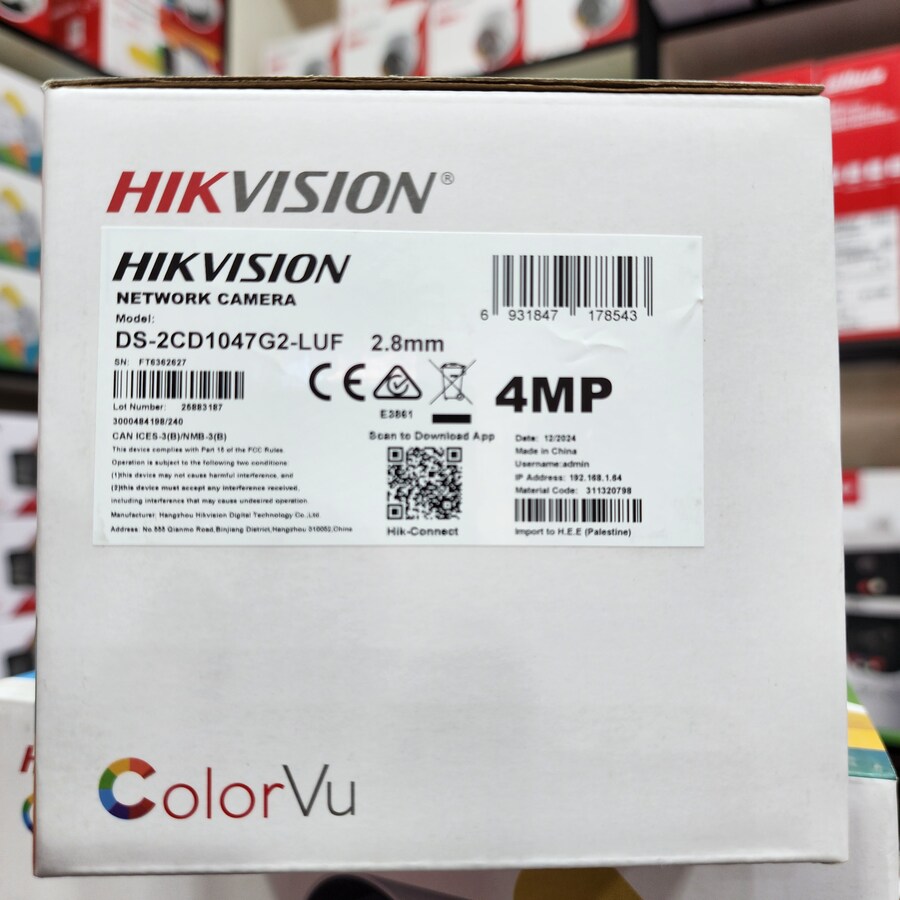 HIKVISION®
HIKVISION
NETWORK CAMERA
Model:
DS-2CD1047G2-LUF 2.8mm
6 931847 178543
SN: FT6362627
Lot Number: 25883187
3000484198/240
CAN ICES-3(B)/NMB-3(B)
This device complies with Part 15 of the FCC Rules.
Operation is subject to the following two conditions:
(1)this device may not cause harmful interference, and
(2)this device must accept any interference received,
including interference that may cause undesired operation.
Manufacturer: Hangzhou Hikvision Digital Technology Co.,Ltd.
Address: No.555 Qianmo Road,Binjiang District,Hangzhou 310052,China
CE
E3861
4MP
Scan to Download App
Hik-Connect
Date: 12/2024
Made in China
Username:admin
IP Address: 192.168.1.64
Material Code: 311320798
Import to H.E.E (Palestine)
ColorVu